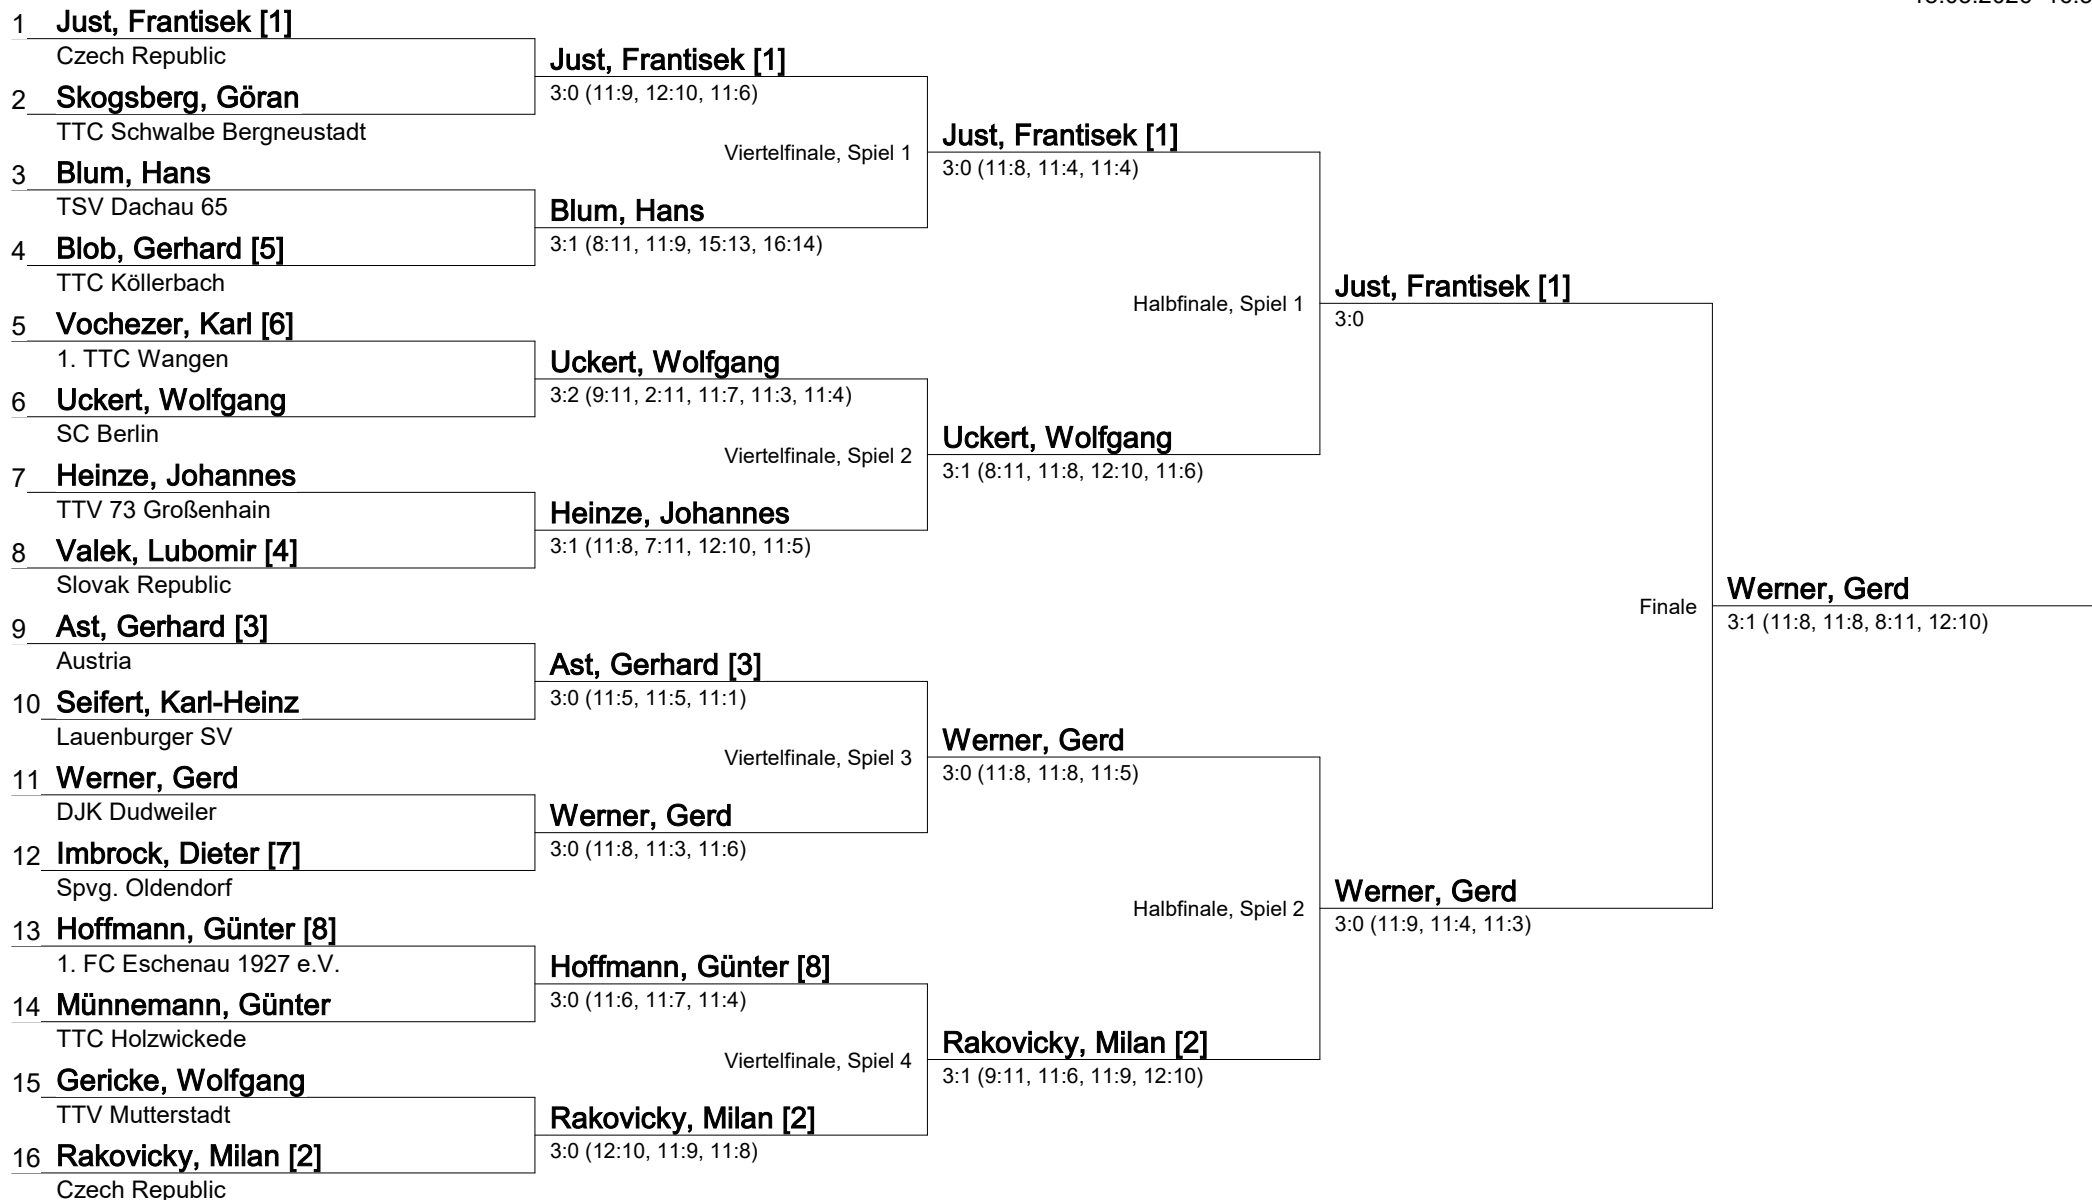 1 Just, Frantisek [1]
Czech Republic
Just, Frantisek [1]
3:0 (11:9, 12:10, 11:6)
2 Skogsberg, Göran
TTC Schwalbe Bergneustadt
Viertelfinale, Spiel 1
Just, Frantisek [1]
3:0 (11:8, 11:4, 11:4)
3 Blum, Hans
TSV Dachau 65
Blum, Hans
3:1 (8:11, 11:9, 15:13, 16:14)
4 Blob, Gerhard [5]
TTC Köllerbach
Halbfinale, Spiel 1
Just, Frantisek [1]
3:0
5 Vochezer, Karl [6]
1. TTC Wangen
Uckert, Wolfgang
3:2 (9:11, 2:11, 11:7, 11:3, 11:4)
6 Uckert, Wolfgang
SC Berlin
Viertelfinale, Spiel 2
Uckert, Wolfgang
3:1 (8:11, 11:8, 12:10, 11:6)
7 Heinze, Johannes
TTV 73 Großenhain
Heinze, Johannes
3:1 (11:8, 7:11, 12:10, 11:5)
8 Valek, Lubomir [4]
Slovak Republic
Finale
Werner, Gerd
3:1 (11:8, 11:8, 8:11, 12:10)
9 Ast, Gerhard [3]
Austria
Ast, Gerhard [3]
3:0 (11:5, 11:5, 11:1)
10 Seifert, Karl-Heinz
Lauenburger SV
Viertelfinale, Spiel 3
Werner, Gerd
3:0 (11:8, 11:8, 11:5)
11 Werner, Gerd
DJK Dudweiler
Werner, Gerd
3:0 (11:8, 11:3, 11:6)
12 Imbrock, Dieter [7]
Spvg. Oldendorf
Halbfinale, Spiel 2
Werner, Gerd
3:0 (11:9, 11:4, 11:3)
13 Hoffmann, Günter [8]
1. FC Eschenau 1927 e.V.
Hoffmann, Günter [8]
3:0 (11:6, 11:7, 11:4)
14 Münnemann, Günter
TTC Holzwickede
Viertelfinale, Spiel 4
Rakovicky, Milan [2]
3:1 (9:11, 11:6, 11:9, 12:10)
15 Gericke, Wolfgang
TTV Mutterstadt
Rakovicky, Milan [2]
3:0 (12:10, 11:9, 11:8)
16 Rakovicky, Milan [2]
Czech Republic